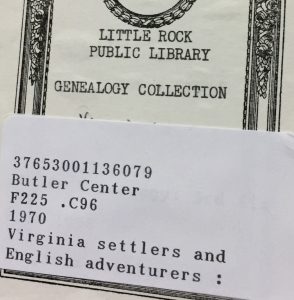 LITTLE ROCK
PUBLIC LIBRARY
GENEALOGY COLLECTION
37653001136079
Butler Center
F225 .C96
1970
Virginia settlers and
English adventurers :